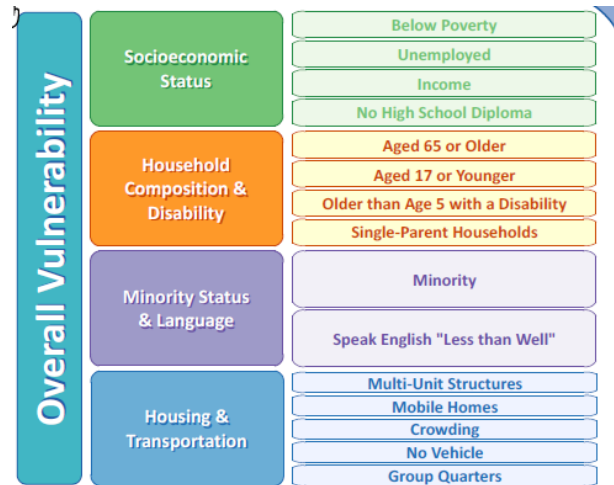 Overall Vulnerability
Socioeconomic
Status
Below Poverty
Unemployed
Income
No High School Diploma
Household
Composition &
Disability
Aged 65 or Older
Aged 17 or Younger
Older than Age 5 with a Disability
Single-Parent Households
Minority Status
& Language
Minority
Speak English "Less than Well"
Housing &
Transportation
Multi-Unit Structures
Mobile Homes
Crowding
No Vehicle
Group Quarters